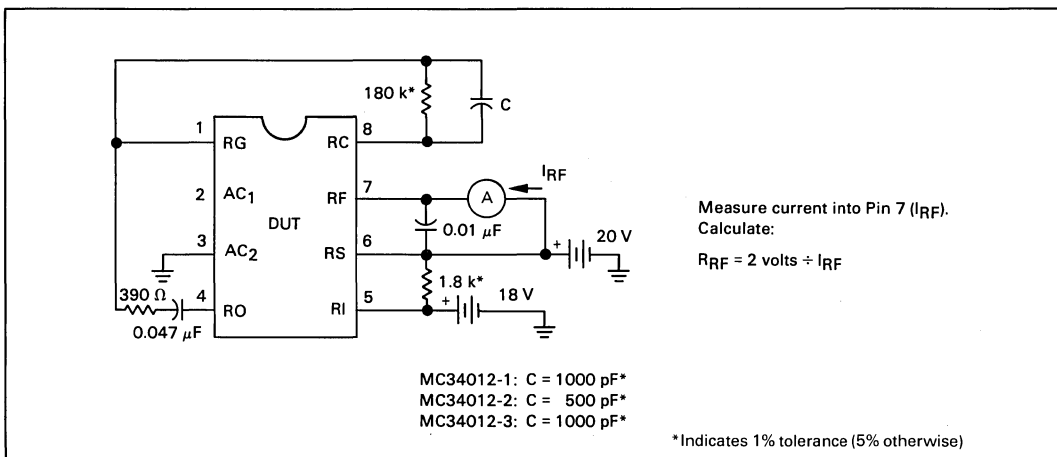 180 k*
C
1
RG
RC
8
2
AC1
RF
7
A
IRF
DUT
0.01 μF
3
AC2
RS
6
+
20 V
1.8 k*
390 Ω
4
RO
RI
5
+
18 V
0.047 μF
Measure current into Pin 7 (IRF).
Calculate:
RRF = 2 volts ÷ IRF
MC34012-1: C = 1000 pF*
MC34012-2: C = 500 pF*
MC34012-3: C = 1000 pF*
*Indicates 1% tolerance (5% otherwise)